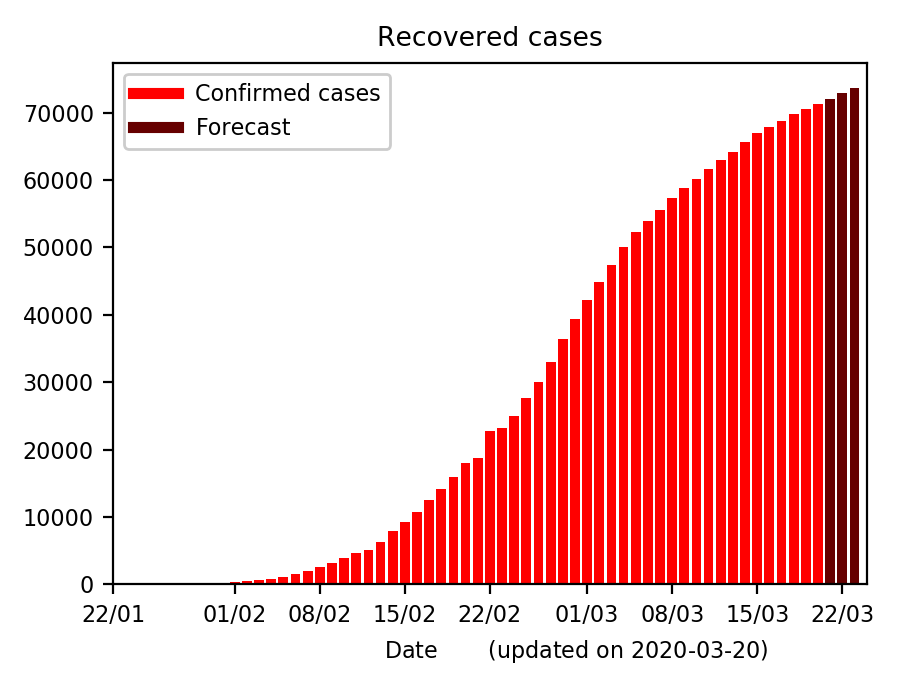 Recovered cases
Confirmed cases
Forecast
70000
60000
50000
40000
30000
20000
10000
0
22/01 01/02 08/02 15/02 22/02 01/03 08/03 15/03 22/03
Date (updated on 2020-03-20)